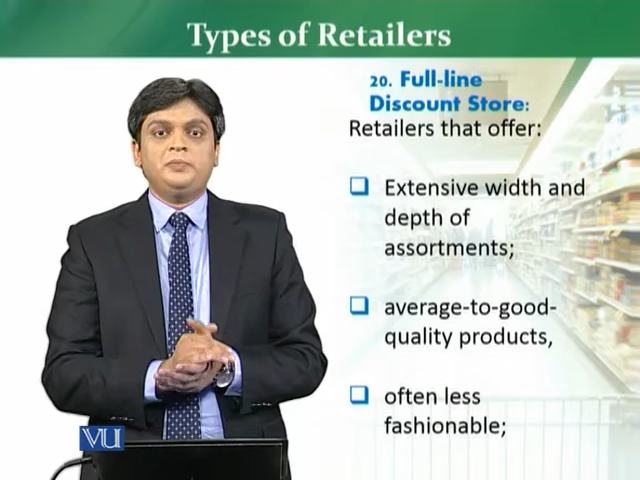 Types of Retailers
20. Full-line
Discount Store:
Retailers that offer:
Extensive width and
depth of
assortments;
average-to-good-
quality products,
often less
fashionable;
VU